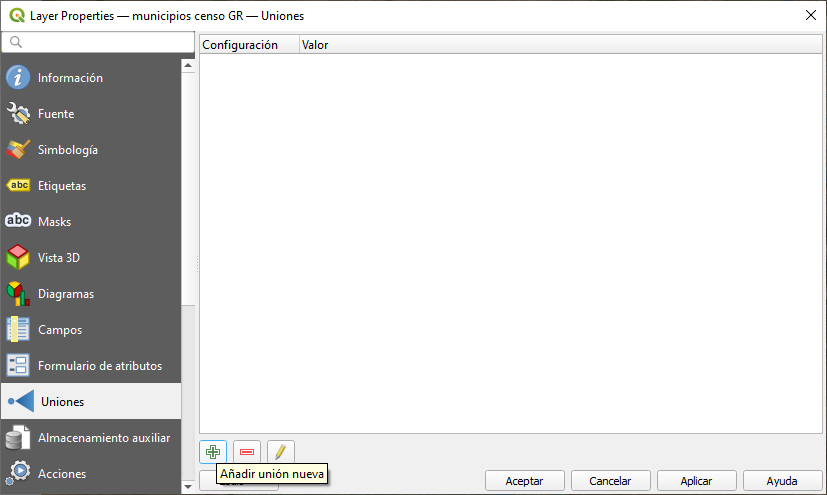 Layer Properties — municipios censo GR — Uniones
Configuración Valor
Información
Fuente
Simbología
abc Etiquetas
abc Masks
Vista 3D
Diagramas
Campos
Formulario de atributos
Uniones
Almacenamiento auxiliar
Acciones
Añadir unión nueva
Aceptar Cancelar Aplicar Ayuda